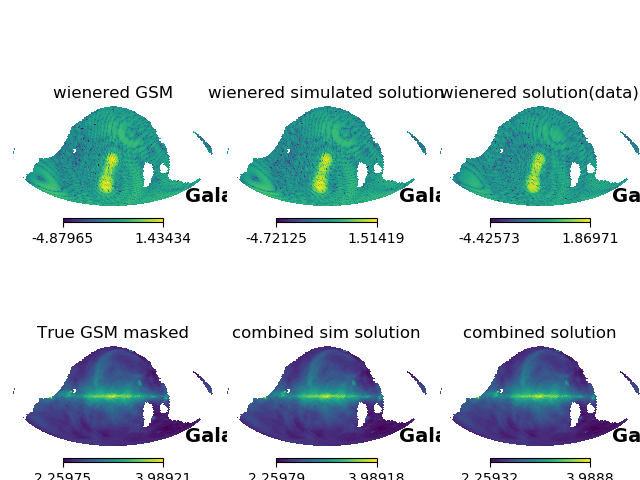 wienered GSM
wienered simulated solution
wienered solution(data)
Gala
Gala
Ga
-4.87965 1.43434
-4.72125 1.51419
-4.42573 1.86971
True GSM masked
combined sim solution
combined solution
Gala
Gala
Ga
2.25975 3.98921
2.25979 3.98918
2.25932 3.9888